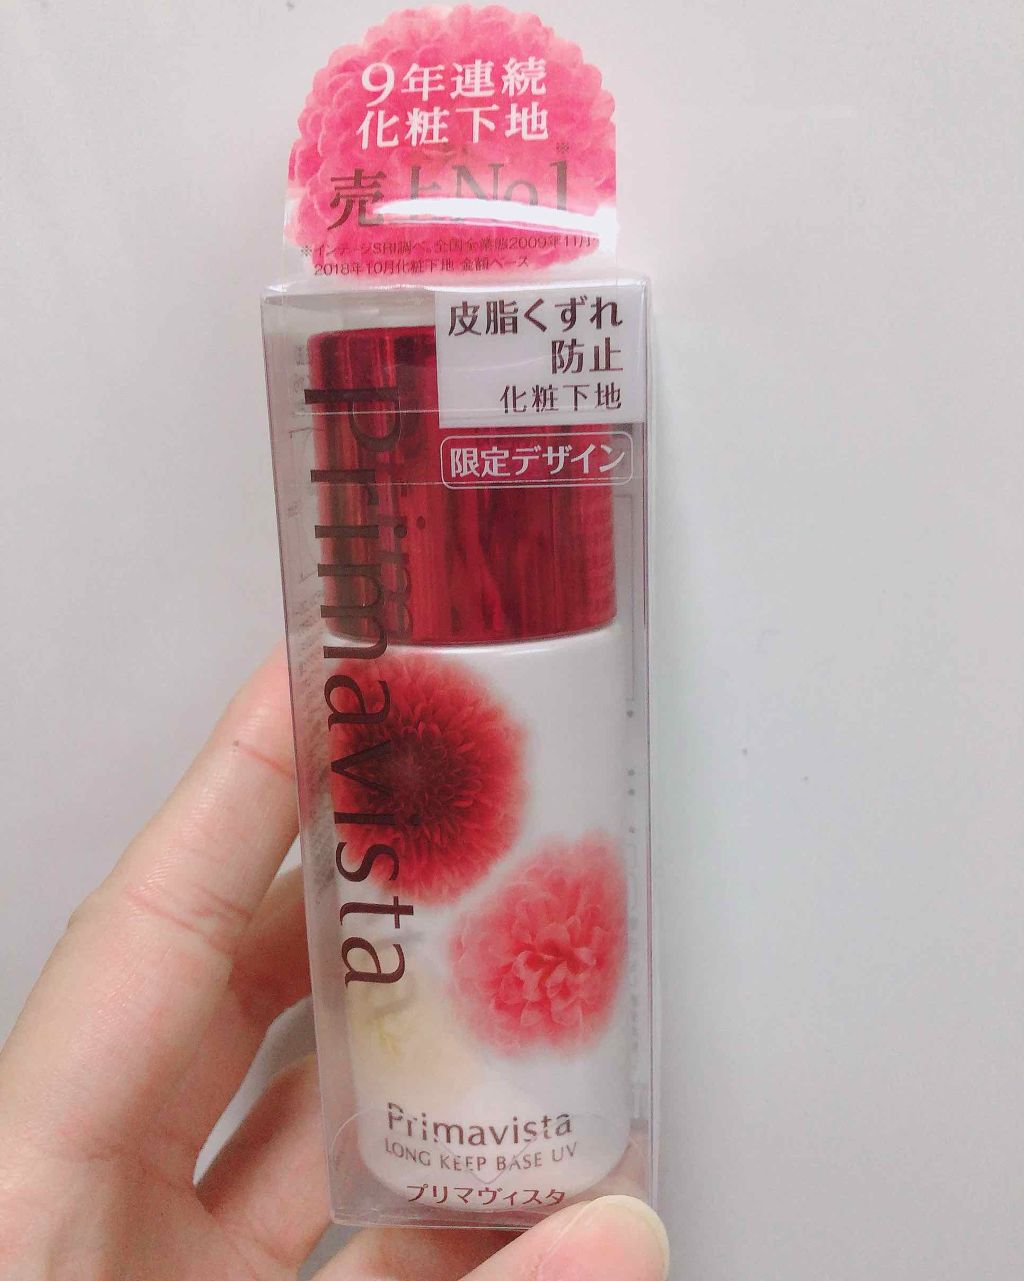 9年連続
化粧下地
売上No1※
※インテージSRI調べ、全国全業態2009年11月~
2018年10月化粧下地 金額ベース
皮脂くずれ
防止
化粧下地
限定デザイン
Primavista
Primavista
LONG KEEP BASE UV
プリマヴィスタ